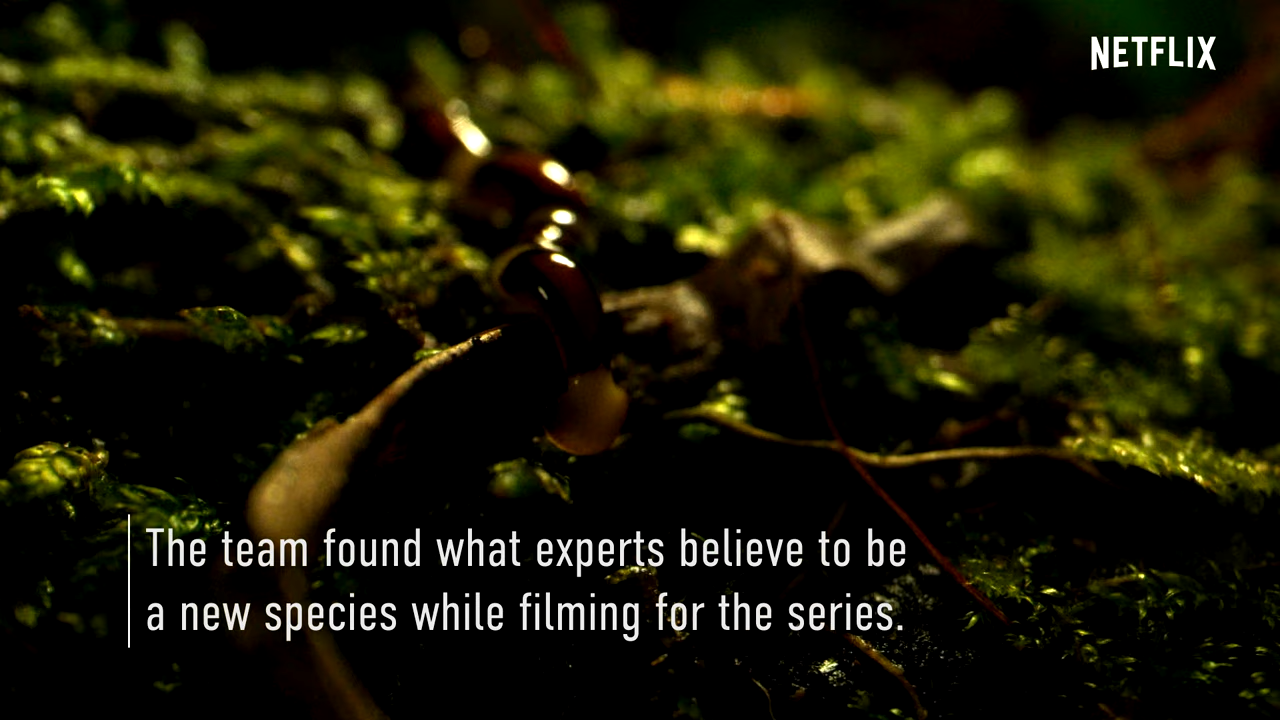 NETFLIX
The team found what experts believe to be
a new species while filming for the series.